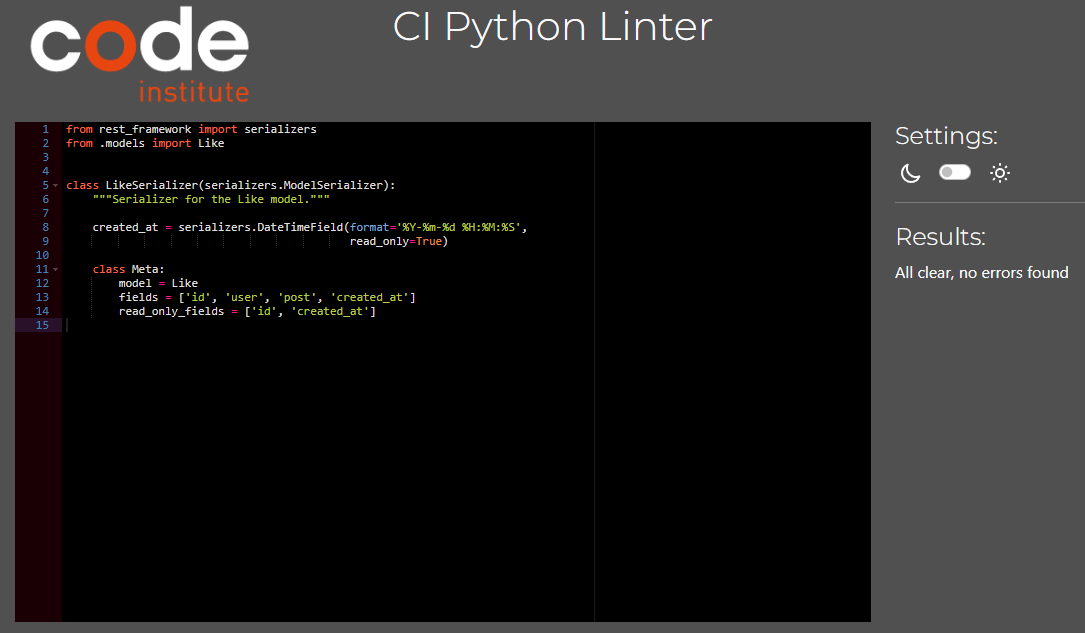 code
institute
CI Python Linter
1 from rest_framework import serializers
2 from .models import Like
3
4
5 class LikeSerializer(serializers.ModelSerializer):
6     """Serializer for the Like model."""
7
8     created_at = serializers.DateTimeField(format='%Y-%m-%d %H:%M:%S',
9                                            read_only=True)
10
11     class Meta:
12         model = Like
13         fields = ['id', 'user', 'post', 'created_at']
14         read_only_fields = ['id', 'created_at']
15
Settings:
Results:
All clear, no errors found